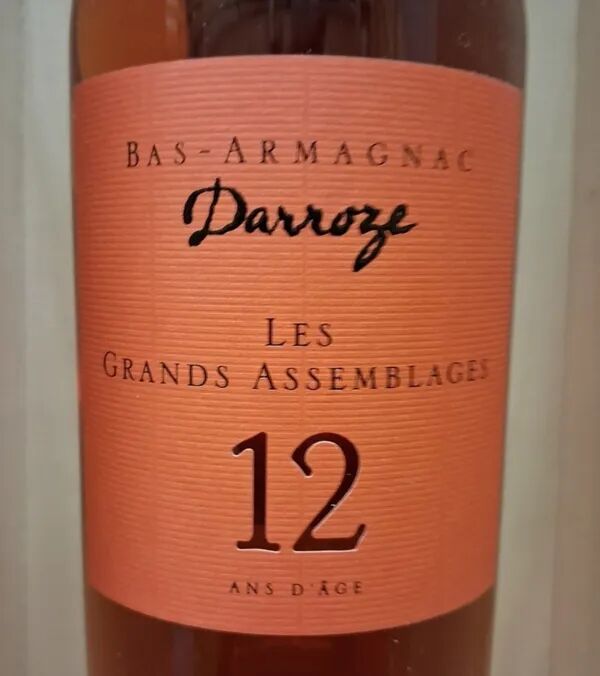 BAS-ARMAGNAC
Darroze
LES
GRANDS ASSEMBLAGES
12
ANS D'ÂGE